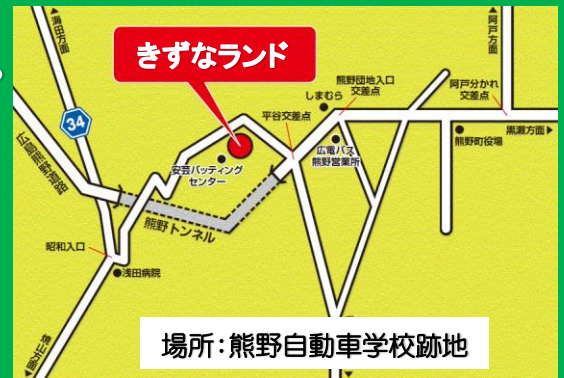 ▲海田方面
▲阿戸方面
きずなランド
熊野団地入口
交差点
しまむら
阿戸分かれ
交差点
34
平谷交差点
黒瀬方面▶
広電バス
熊野営業所
熊野町役場
安芸バッティング
センター
広島熊野道路
熊野トンネル
昭和入口
浅田病院
焼山方面
場所:熊野自動車学校跡地